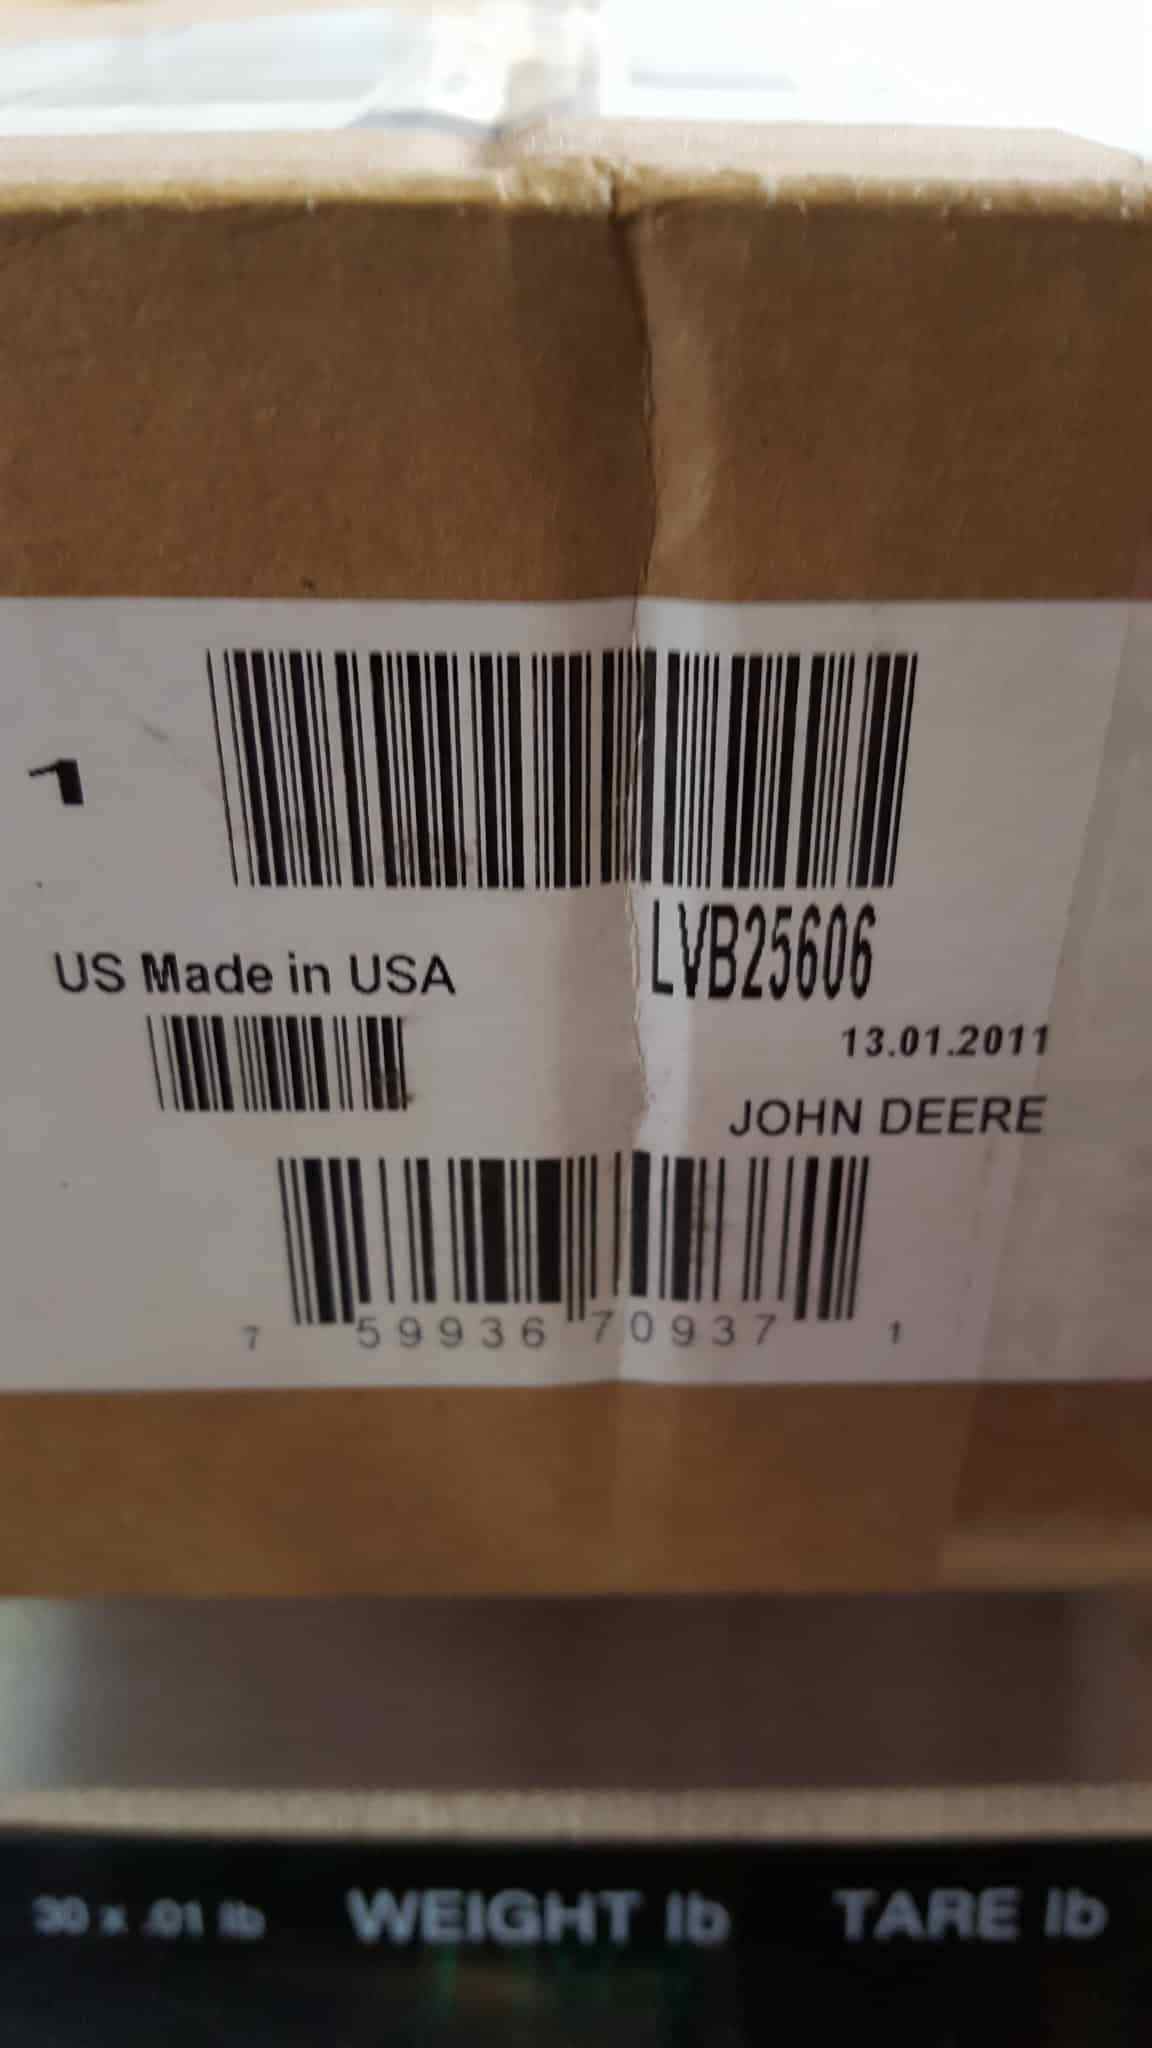 1
LVB25606
US Made in USA
13.01.2011
JOHN DEERE
7 59936 70937 1
30 x .01 lb WEIGHT lb TARE lb